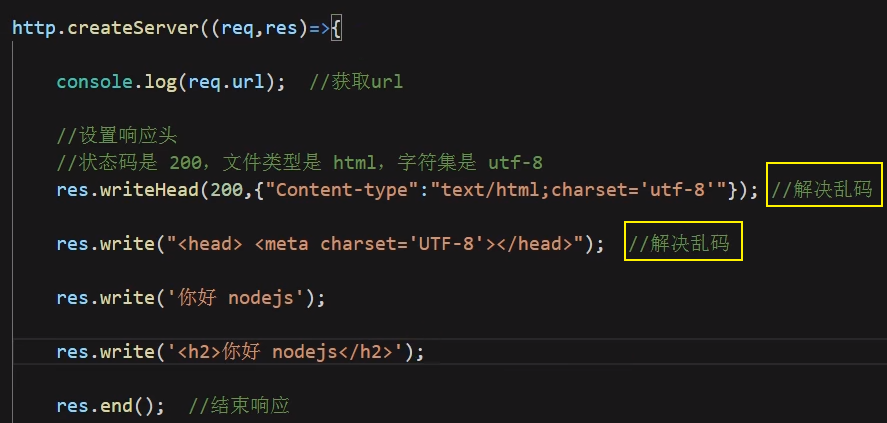 http.createServer((req,res)=>{
console.log(req.url);  //获取url
//设置响应头
//状态码是 200，文件类型是 html，字符集是 utf-8
res.writeHead(200,{"Content-type":"text/html;charset='utf-8'"}); //解决乱码
res.write("<head> <meta charset='UTF-8'></head>");  //解决乱码
res.write('你好 nodejs');
res.write('<h2>你好 nodejs</h2>');
res.end();  //结束响应